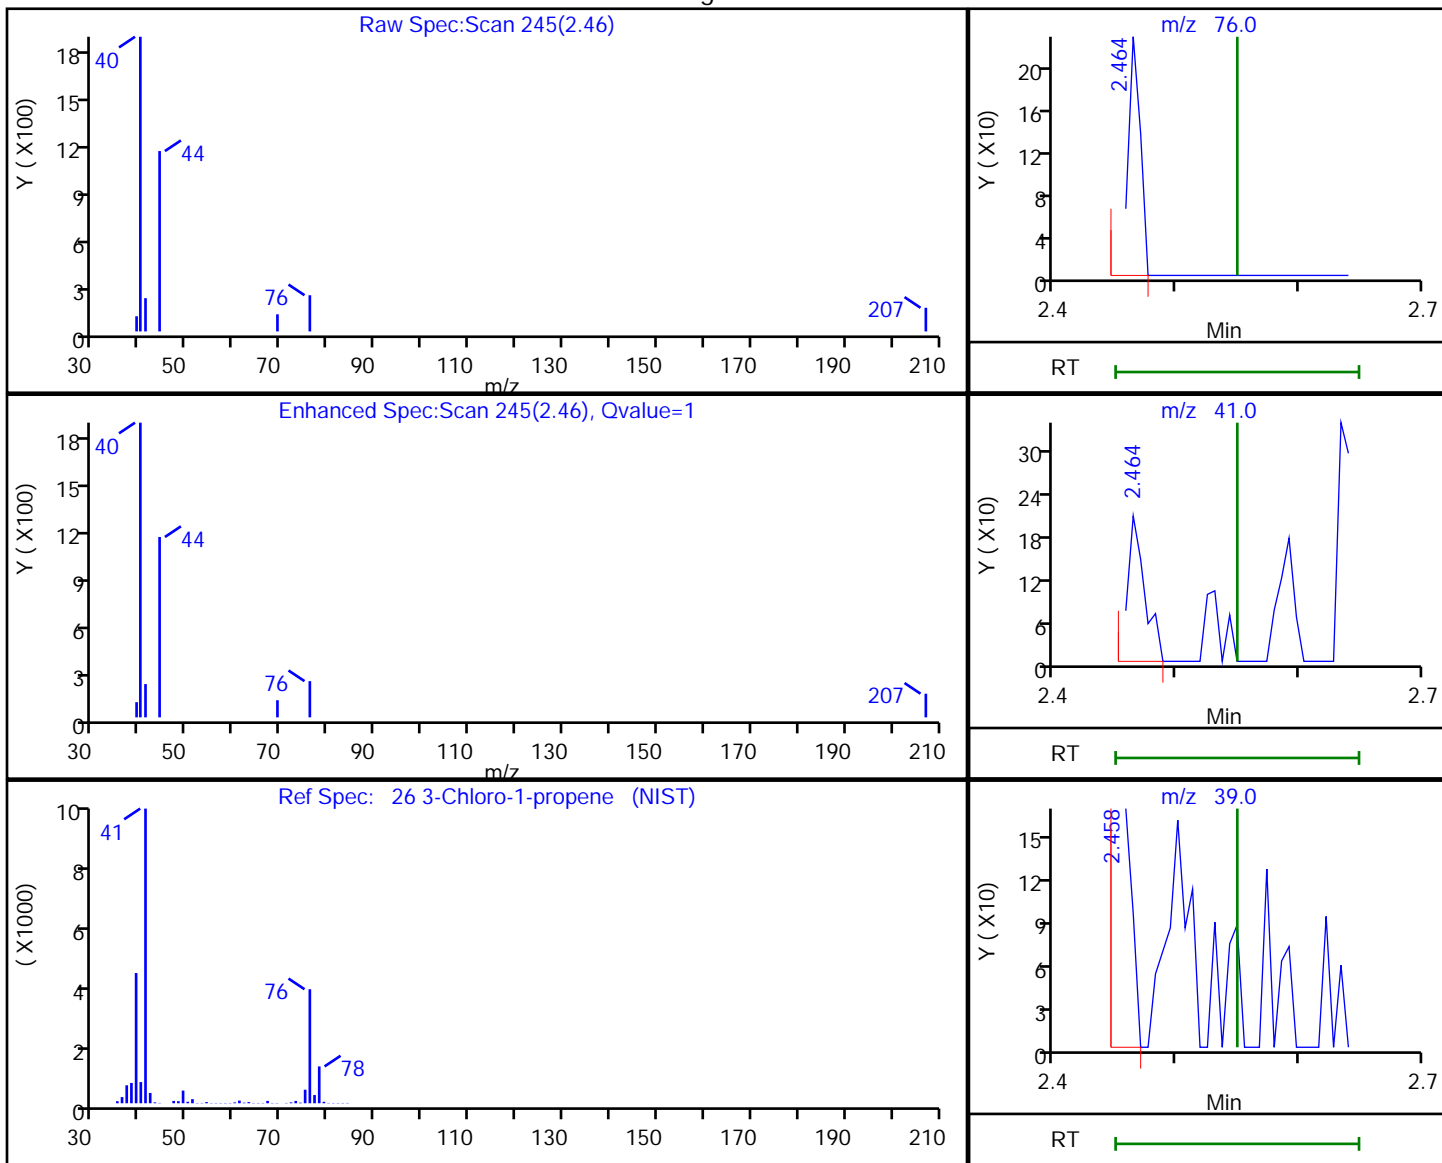 Raw Spec:Scan 245(2.46)
Y ( X100)
18
15
12
9
6
3
0
40
44
76
207
30 50 70 90 110 130 150 170 190 210
m/z
m/z 76.0
Y ( X10)
20
16
12
8
4
0
2.464
2.4 2.7
Min
RT
Enhanced Spec:Scan 245(2.46), Qvalue=1
Y ( X100)
18
15
12
9
6
3
0
40
44
76
207
30 50 70 90 110 130 150 170 190 210
m/z
m/z 41.0
Y ( X10)
30
24
18
12
6
0
2.464
2.4 2.7
Min
RT
Ref Spec: 26 3-Chloro-1-propene (NIST)
( X1000)
10
8
6
4
2
0
41
76
78
30 50 70 90 110 130 150 170 190 210
m/z 39.0
Y ( X10)
15
12
9
6
3
0
2.458
2.4 2.7
Min
RT